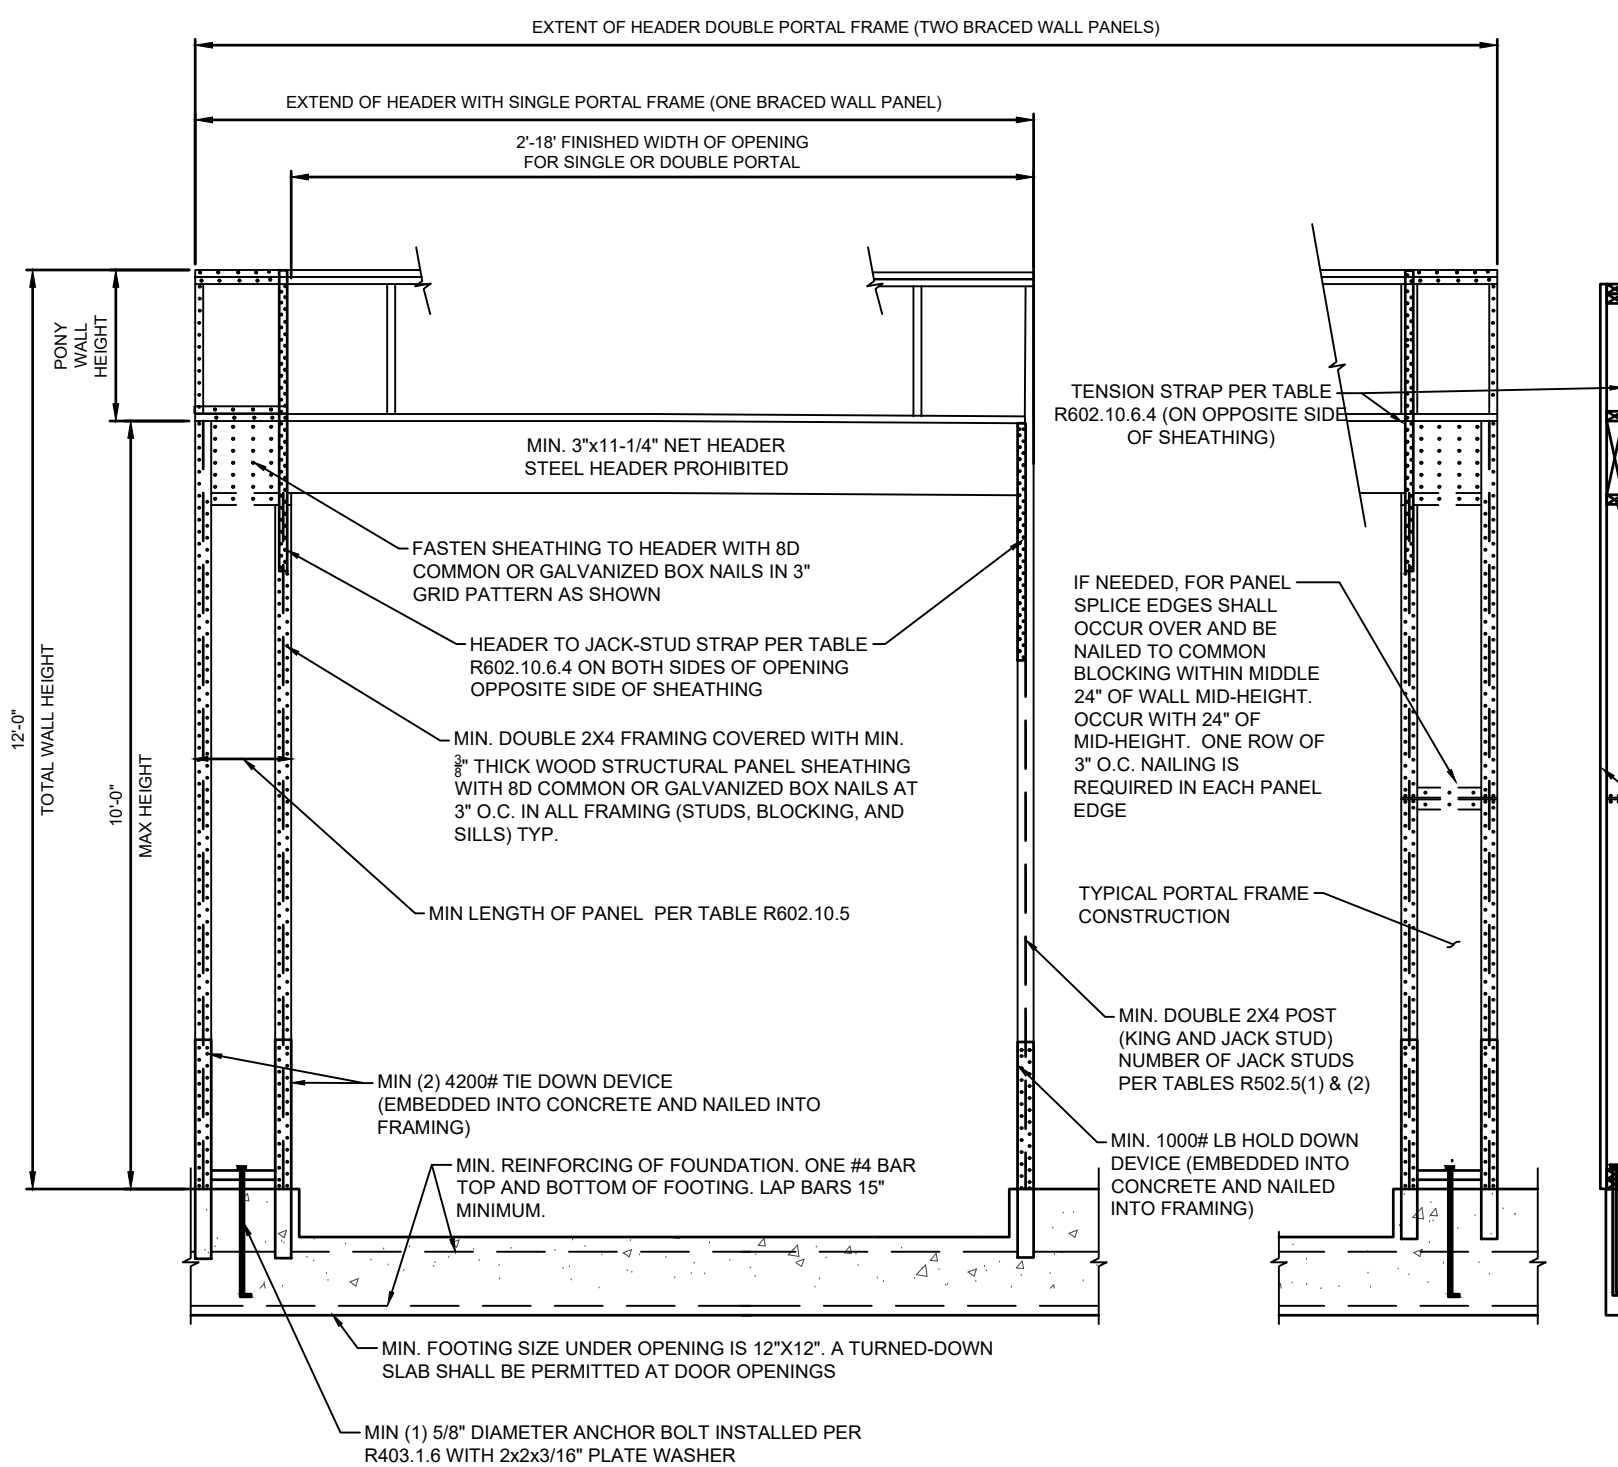 EXTENT OF HEADER DOUBLE PORTAL FRAME (TWO BRACED WALL PANELS)
EXTEND OF HEADER WITH SINGLE PORTAL FRAME (ONE BRACED WALL PANEL)
2'-18' FINISHED WIDTH OF OPENING
FOR SINGLE OR DOUBLE PORTAL
PONY
WALL
HEIGHT
12'-0"
TOTAL WALL HEIGHT
10'-0"
MAX HEIGHT
MIN. 3"x11-1/4" NET HEADER
STEEL HEADER PROHIBITED
TENSION STRAP PER TABLE
R602.10.6.4 (ON OPPOSITE SIDE
OF SHEATHING)
FASTEN SHEATHING TO HEADER WITH 8D
COMMON OR GALVANIZED BOX NAILS IN 3"
GRID PATTERN AS SHOWN
HEADER TO JACK-STUD STRAP PER TABLE
R602.10.6.4 ON BOTH SIDES OF OPENING
OPPOSITE SIDE OF SHEATHING
IF NEEDED, FOR PANEL
SPLICE EDGES SHALL
OCCUR OVER AND BE
NAILED TO COMMON
BLOCKING WITHIN MIDDLE
24" OF WALL MID-HEIGHT.
OCCUR WITH 24" OF
MID-HEIGHT. ONE ROW OF
3" O.C. NAILING IS
REQUIRED IN EACH PANEL
EDGE
MIN. DOUBLE 2X4 FRAMING COVERED WITH MIN.
3/8" THICK WOOD STRUCTURAL PANEL SHEATHING
WITH 8D COMMON OR GALVANIZED BOX NAILS AT
3" O.C. IN ALL FRAMING (STUDS, BLOCKING, AND
SILLS) TYP.
MIN LENGTH OF PANEL PER TABLE R602.10.5
TYPICAL PORTAL FRAME
CONSTRUCTION
MIN. DOUBLE 2X4 POST
(KING AND JACK STUD)
NUMBER OF JACK STUDS
PER TABLES R502.5(1) & (2)
MIN (2) 4200# TIE DOWN DEVICE
(EMBEDDED INTO CONCRETE AND NAILED INTO
FRAMING)
MIN. 1000# LB HOLD DOWN
DEVICE (EMBEDDED INTO
CONCRETE AND NAILED
INTO FRAMING)
MIN. REINFORCING OF FOUNDATION. ONE #4 BAR
TOP AND BOTTOM OF FOOTING. LAP BARS 15"
MINIMUM.
MIN. FOOTING SIZE UNDER OPENING IS 12"X12". A TURNED-DOWN
SLAB SHALL BE PERMITTED AT DOOR OPENINGS
MIN (1) 5/8" DIAMETER ANCHOR BOLT INSTALLED PER
R403.1.6 WITH 2x2x3/16" PLATE WASHER